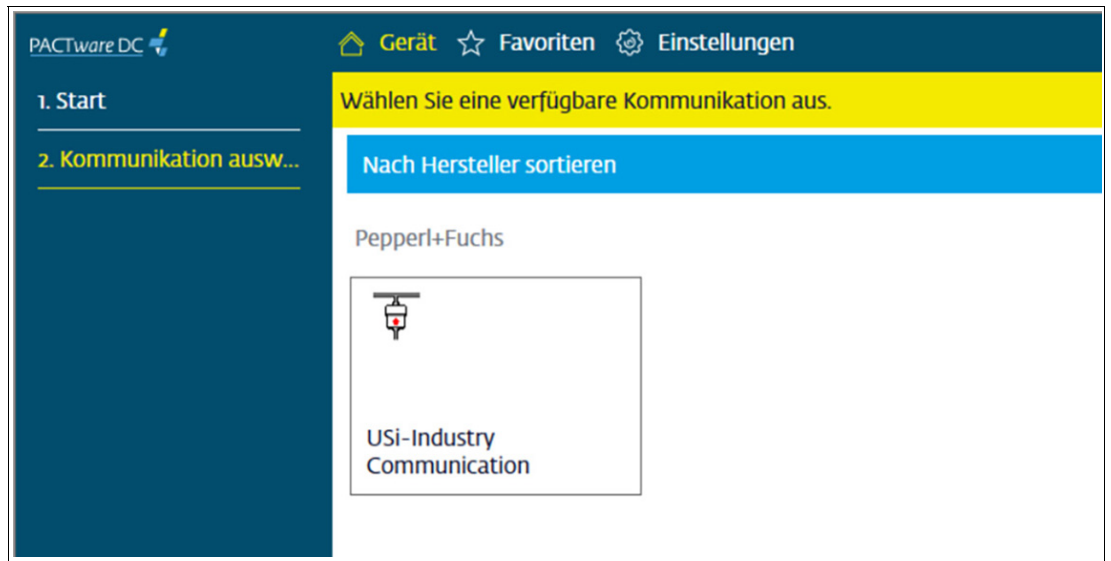 PACTware DC
Gerät Favoriten Einstellungen
1. Start
2. Kommunikation ausw...
Wählen Sie eine verfügbare Kommunikation aus.
Nach Hersteller sortieren
Pepperl+Fuchs
USi-Industry
Communication